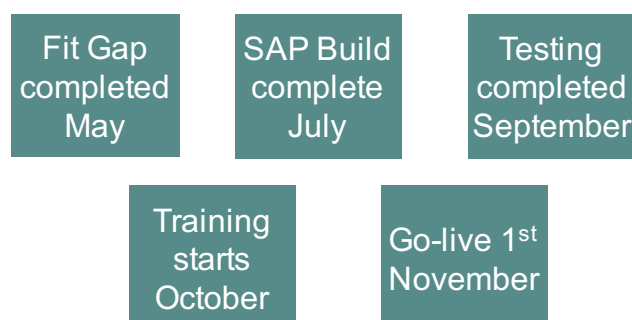 Fit Gap
completed
May
SAP Build
complete
July
Testing
completed
September
Training
starts
October
Go-live 1st
November